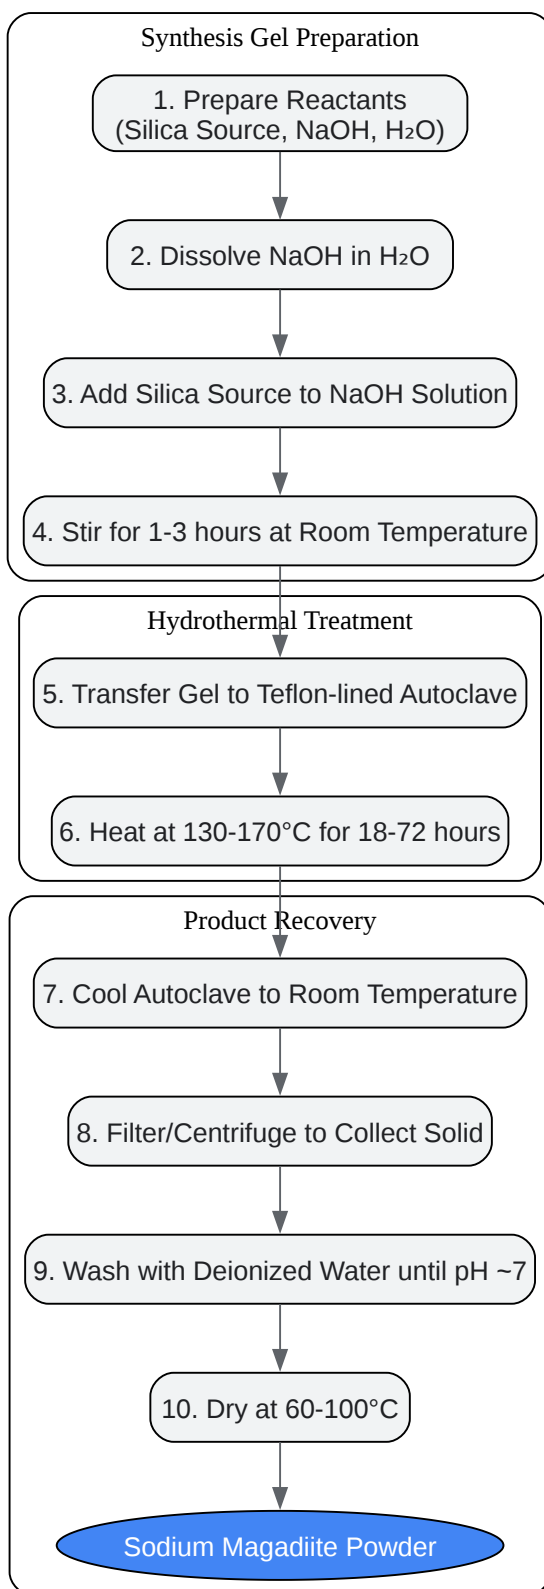 Synthesis Gel Preparation
1. Prepare Reactants
(Silica Source, NaOH, H₂O)
2. Dissolve NaOH in H₂O
3. Add Silica Source to NaOH Solution
4. Stir for 1-3 hours at Room Temperature
Hydrothermal Treatment
5. Transfer Gel to Teflon-lined Autoclave
6. Heat at 130-170°C for 18-72 hours
Product Recovery
7. Cool Autoclave to Room Temperature
8. Filter/Centrifuge to Collect Solid
9. Wash with Deionized Water until pH ~7
10. Dry at 60-100°C
Sodium Magadiite Powder